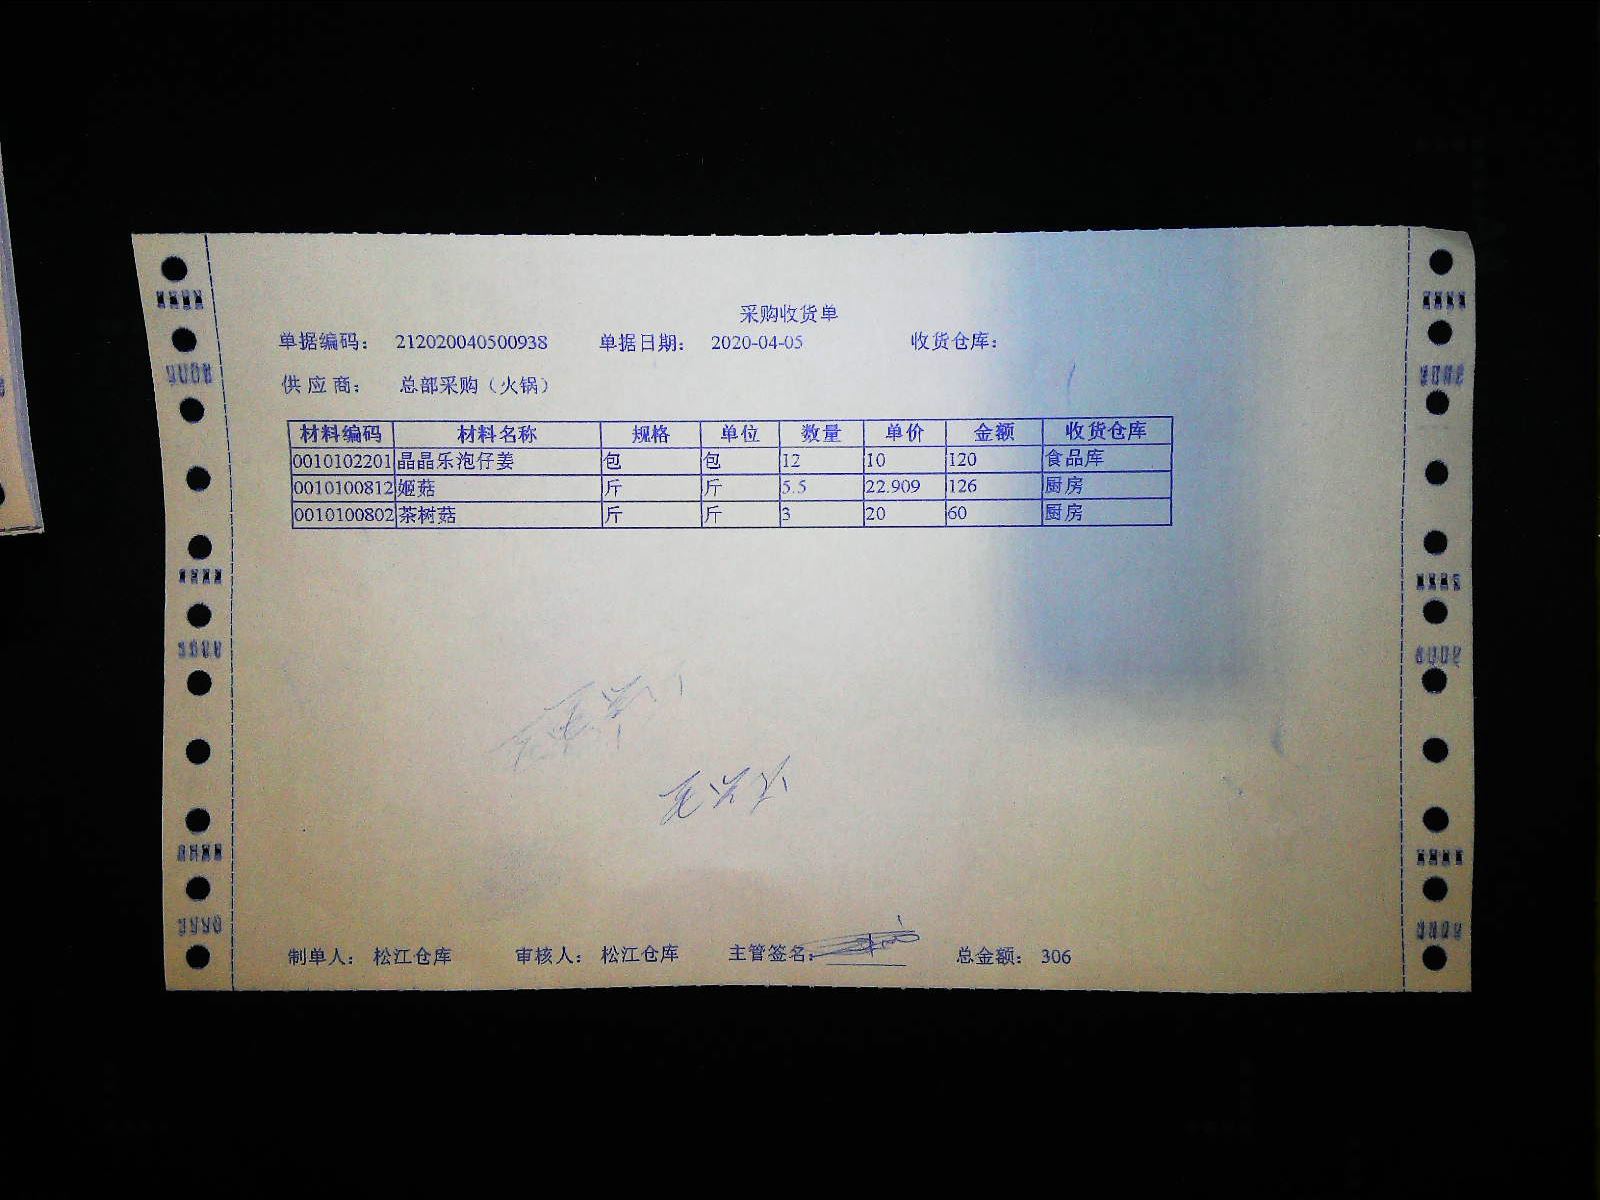 采购收货单
单据编码： 212020040500938 单据日期： 2020-04-05 收货仓库：
供应商： 总部采购（火锅）
材料编码 材料名称 规格 单位 数量 单价 金额 收货仓库
0010102201 晶晶乐泡仔姜 包 包 12 10 120 食品库
0010100812 姬菇 斤 斤 5.5 22.909 126 厨房
0010100802 茶树菇 斤 斤 3 20 60 厨房
制单人： 松江仓库 审核人： 松江仓库 主管签名： 总金额： 306